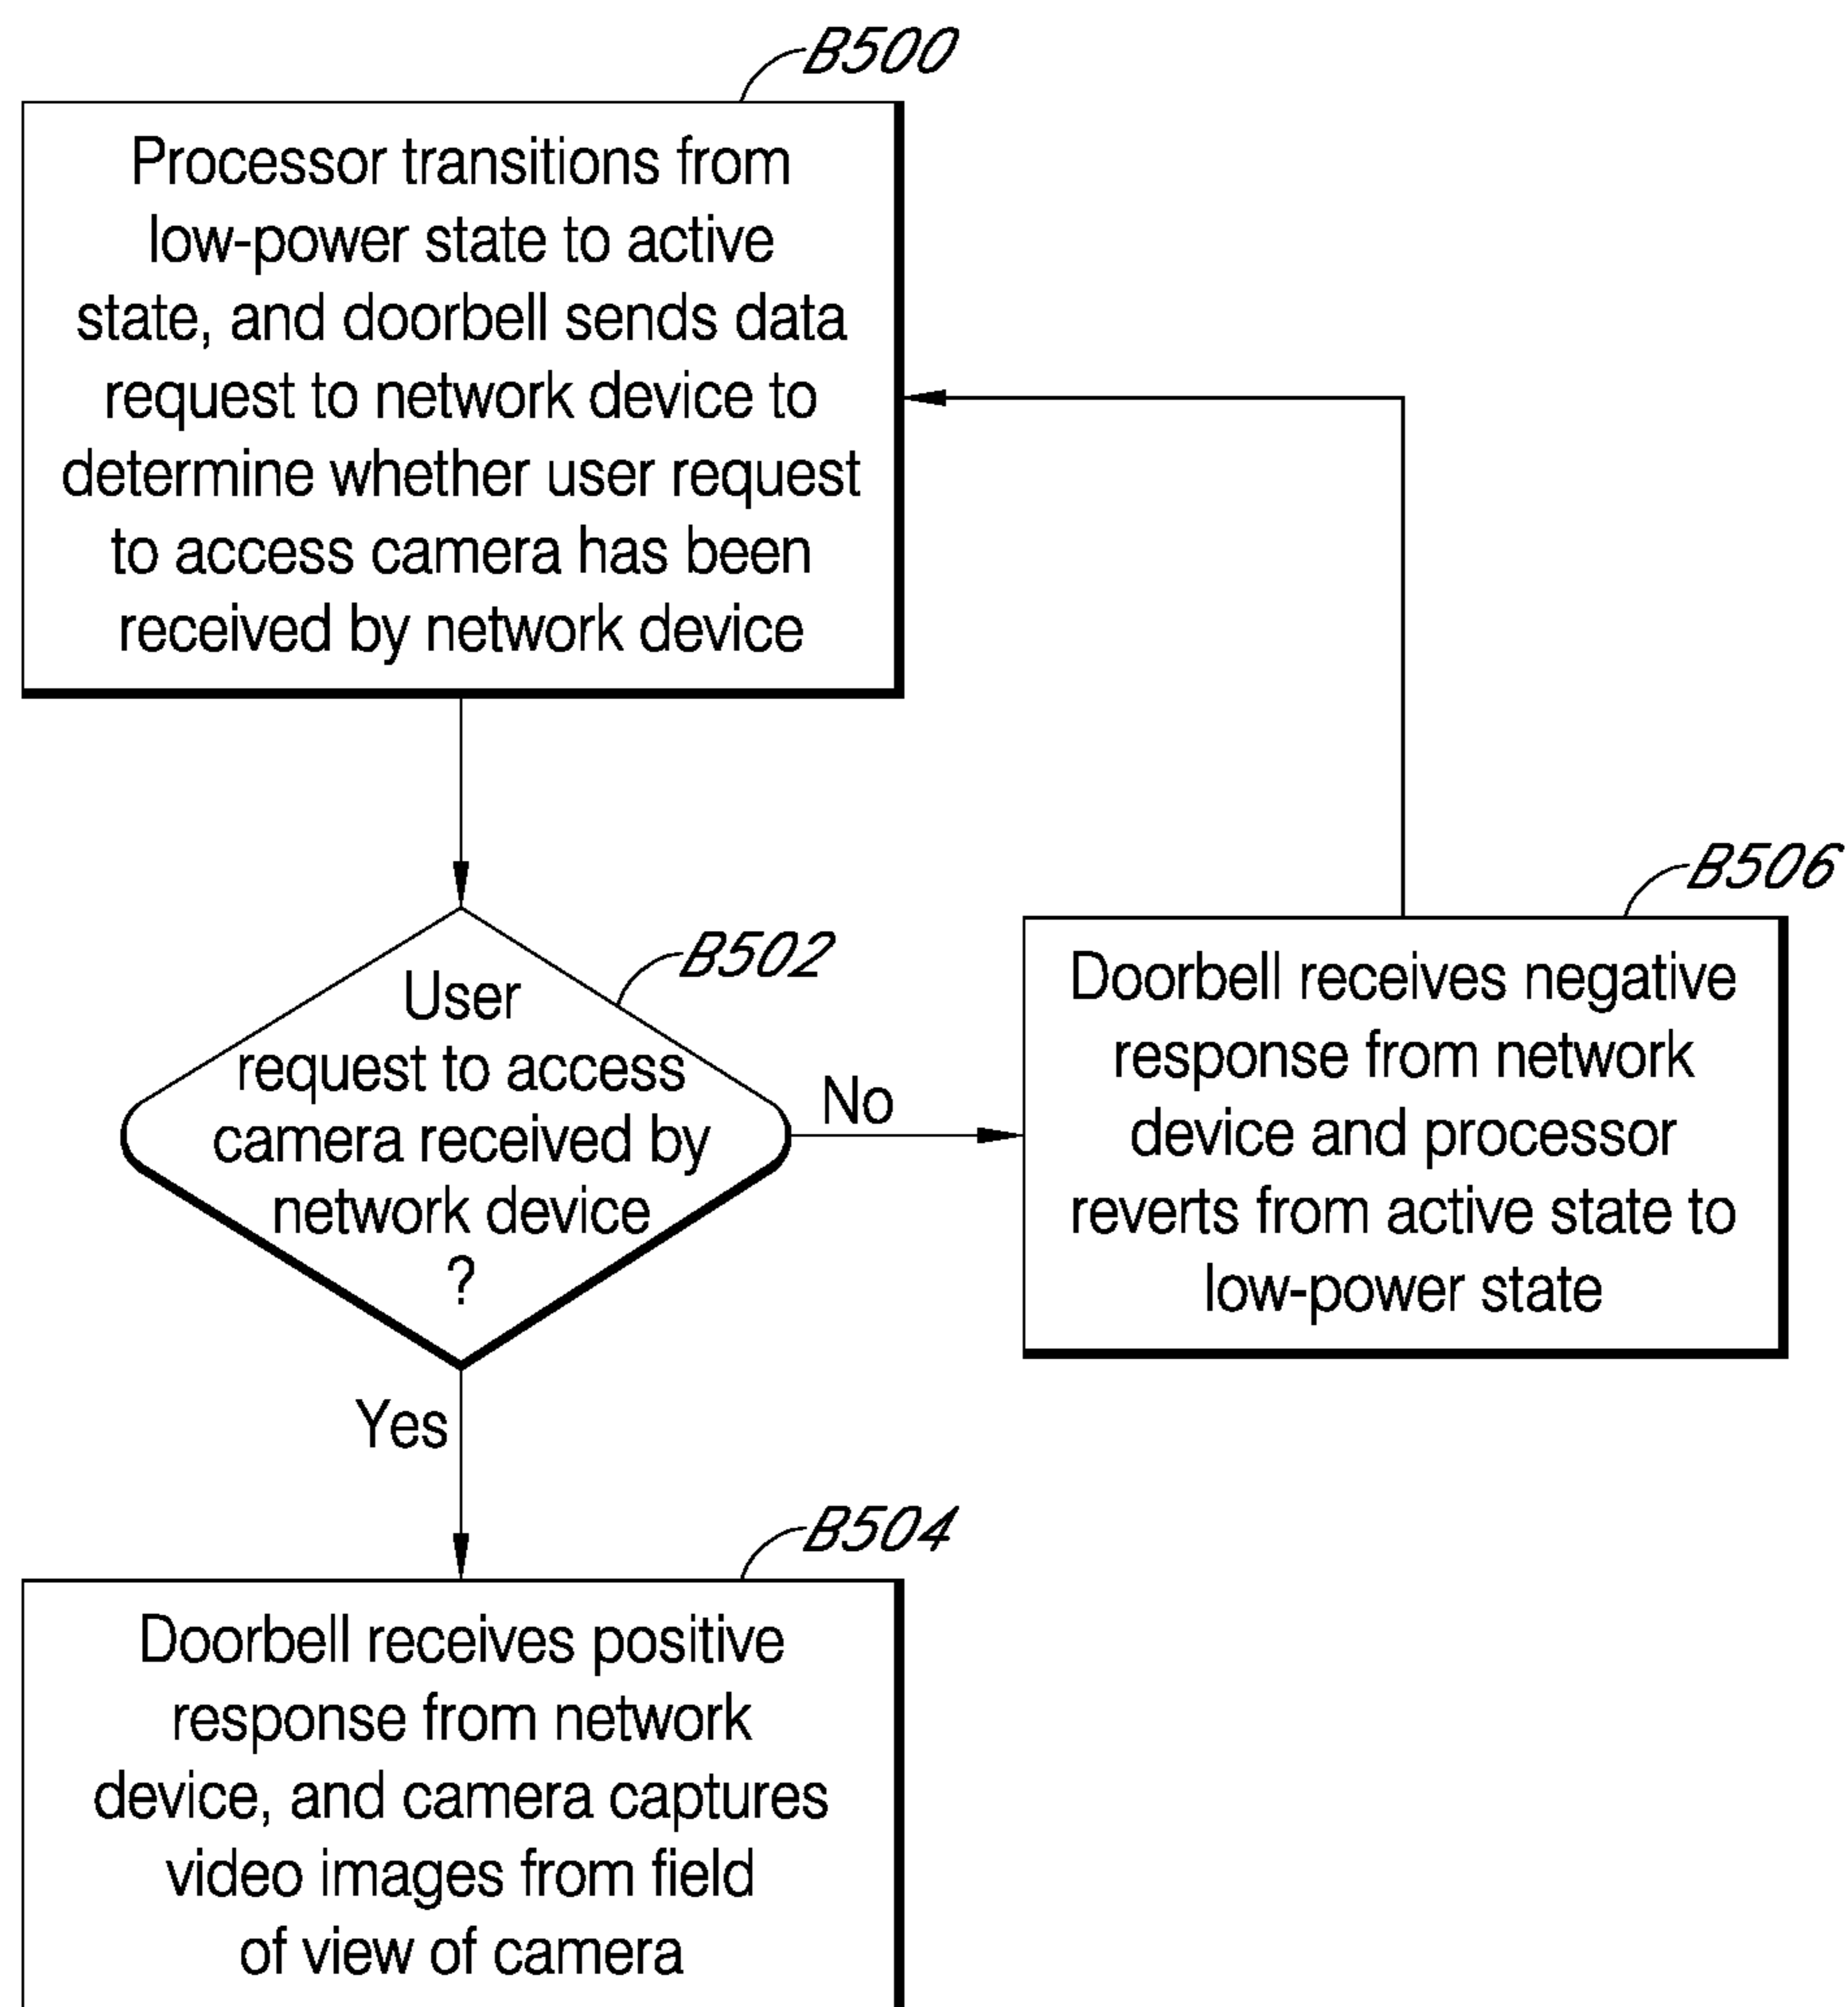 B500
Processor transitions from
low-power state to active
state, and doorbell sends data
request to network device to
determine whether user request
to access camera has been
received by network device
B502
User
request to access
camera received by
network device
?
No
B506
Doorbell receives negative
response from network
device and processor
reverts from active state to
low-power state
Yes
B504
Doorbell receives positive
response from network
device, and camera captures
video images from field
of view of camera